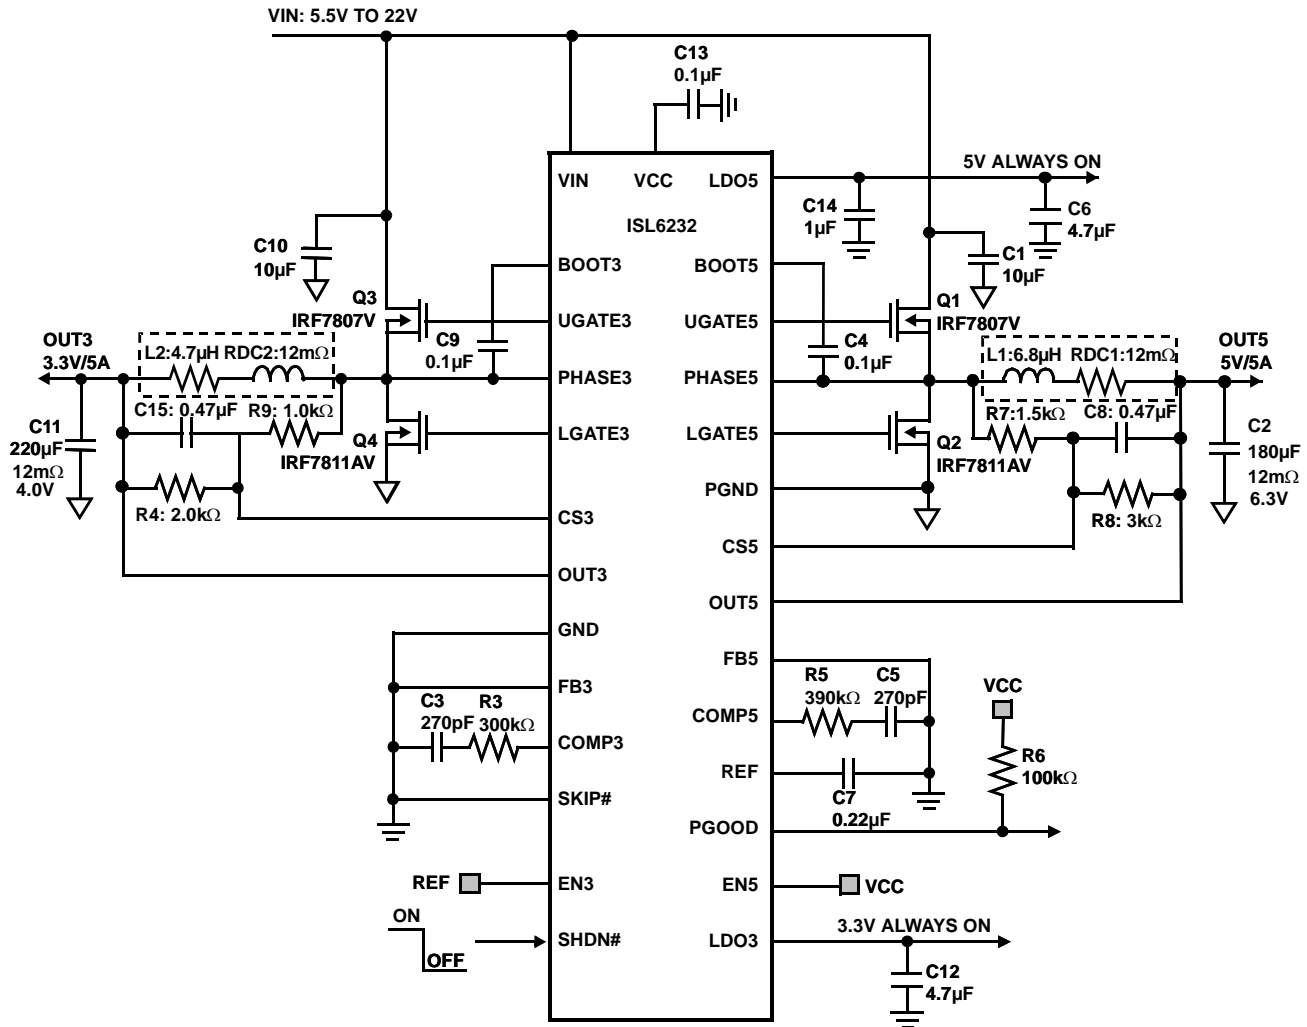 VIN: 5.5V TO 22V
C13
0.1µF
VIN
VCC
LDO5
5V ALWAYS ON
ISL6232
C14
1µF
C6
4.7µF
C10
10µF
BOOT3
BOOT5
C1
10µF
Q3
IRF7807V
UGATE3
UGATE5
Q1
IRF7807V
C9
0.1µF
C4
0.1µF
OUT3
3.3V/5A
L2:4.7µH RDC2:12mΩ
PHASE3
PHASE5
L1:6.8µH RDC1:12mΩ
OUT5
5V/5A
C15: 0.47µF R9: 1.0kΩ
R7:1.5kΩ C8: 0.47µF
C11
220µF
12mΩ
4.0V
Q4
IRF7811AV
LGATE3
LGATE5
Q2
IRF7811AV
C2
180µF
12mΩ
6.3V
R4: 2.0kΩ
PGND
R8: 3kΩ
CS3
CS5
OUT3
OUT5
GND
FB5
FB3
C3
270pF
R3
300kΩ
COMP3
R5
390kΩ
C5
270pF
COMP5
VCC
REF
C7
0.22µF
R6
100kΩ
SKIP#
PGOOD
REF
EN3
EN5
VCC
ON
OFF
SHDN#
LDO3
3.3V ALWAYS ON
C12
4.7µF